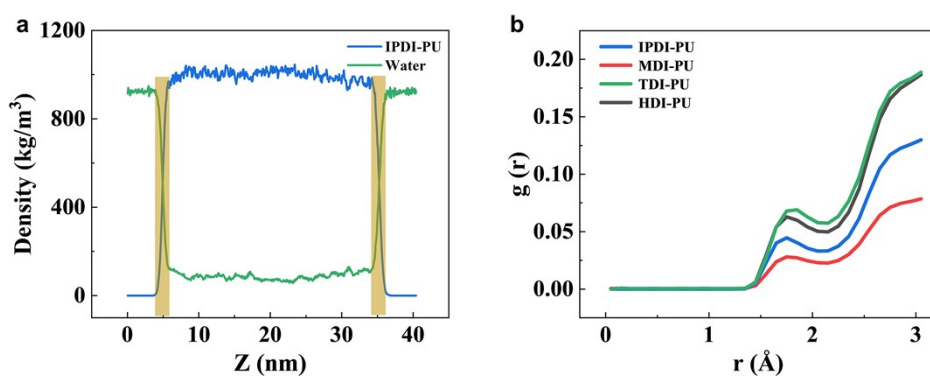 a
1200
IPDI-PU
Water
800
400
0
Density (kg/m³)
0
10
20
30
40
Z (nm)
b
0.20
IPDI-PU
MDI-PU
TDI-PU
HDI-PU
0.15
0.10
0.05
0.00
g (r)
0
1
2
3
r (Å)